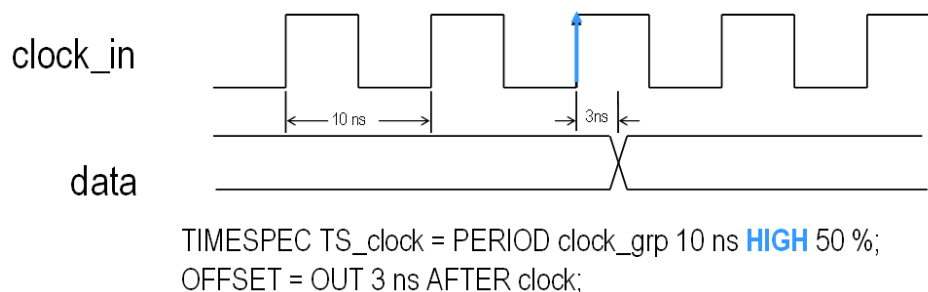 clock_in
10 ns
3ns
data
TIMESPEC TS_clock = PERIOD clock_grp 10 ns HIGH 50 %;
OFFSET = OUT 3 ns AFTER clock;